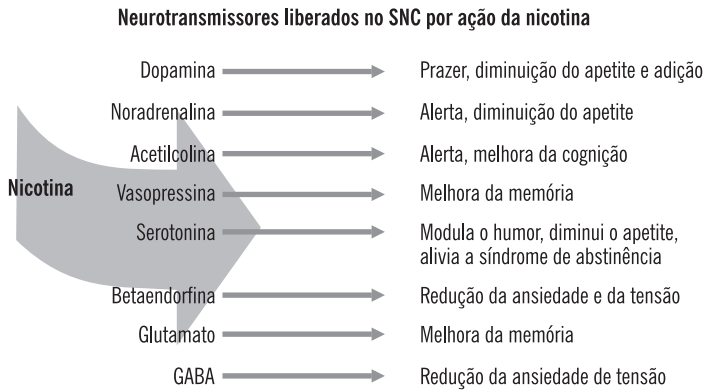 Neurotransmissores liberados no SNC por ação da nicotina
Dopamina Prazer, diminuição do apetite e adição
Noradrenalina Alerta, diminuição do apetite
Acetilcolina Alerta, melhora da cognição
Nicotina
Vasopressina Melhora da memória
Serotonina Modula o humor, diminui o apetite,
alivia a síndrome de abstinência
Betaendorfina Redução da ansiedade e da tensão
Glutamato Melhora da memória
GABA Redução da ansiedade de tensão